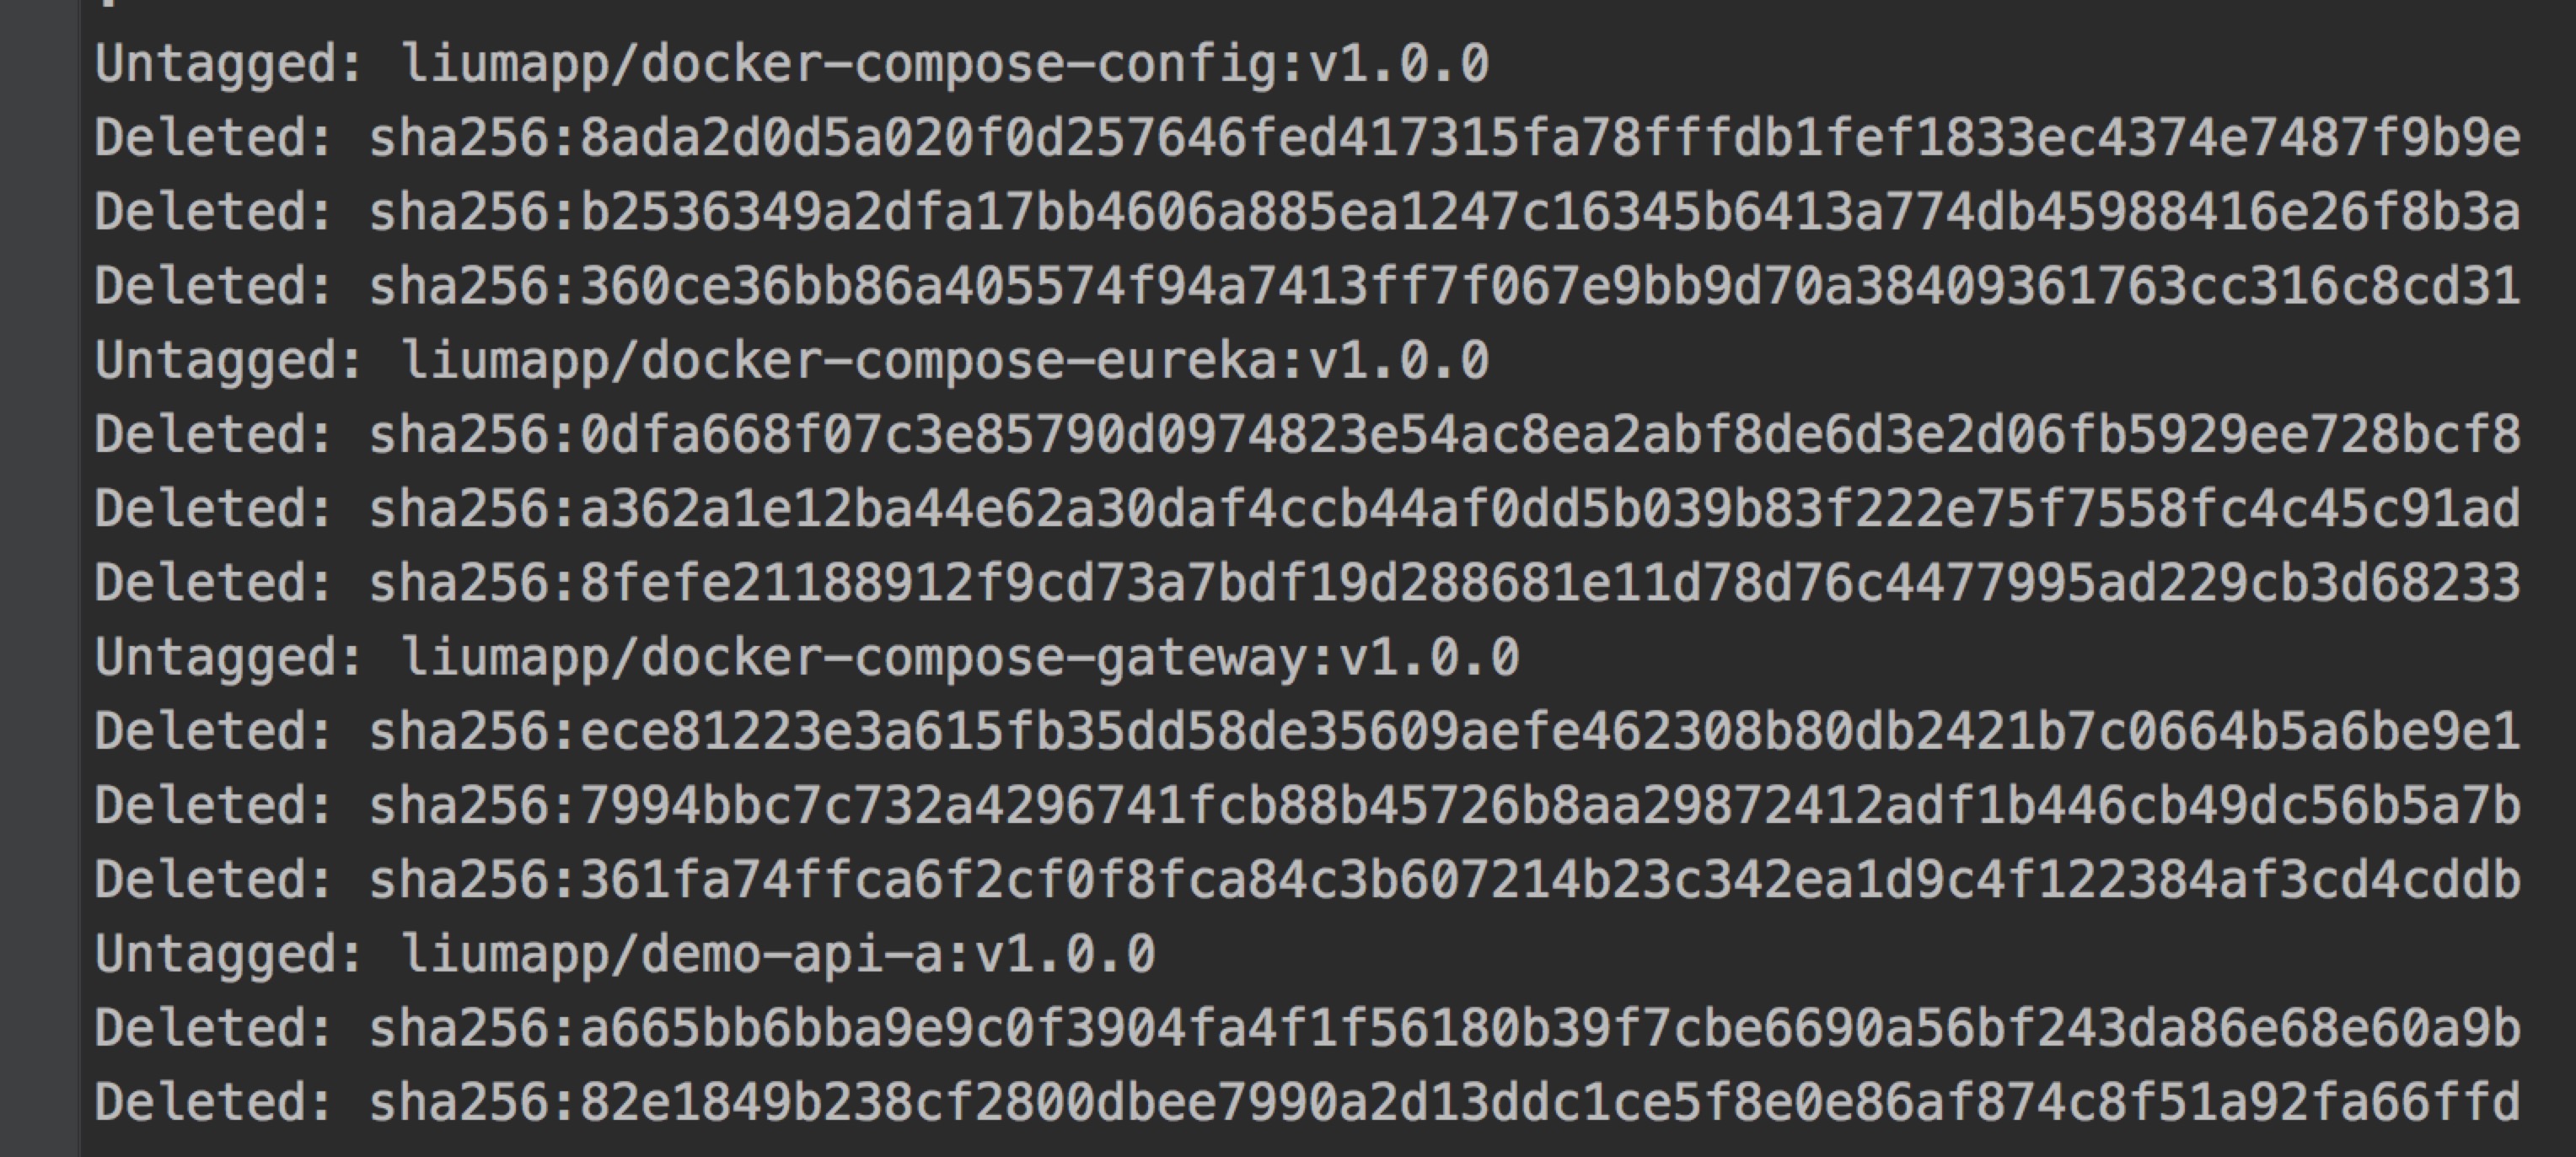 Untagged: liumapp/docker-compose-config:v1.0.0
Deleted: sha256:8ada2d0d5a020f0d257646fed417315fa78fffdb1fef1833ec4374e7487f9b9e
Deleted: sha256:b2536349a2dfa17bb4606a885ea1247c16345b6413a774db45988416e26f8b3a
Deleted: sha256:360ce36bb86a405574f94a7413ff7f067e9bb9d70a38409361763cc316c8cd31
Untagged: liumapp/docker-compose-eureka:v1.0.0
Deleted: sha256:0dfa668f07c3e85790d0974823e54ac8ea2abf8de6d3e2d06fb5929ee728bcf8
Deleted: sha256:a362a1e12ba44e62a30daf4ccb44af0dd5b039b83f222e75f7558fc4c45c91ad
Deleted: sha256:8fefe21188912f9cd73a7bdf19d288681e11d78d76c4477995ad229cb3d68233
Untagged: liumapp/docker-compose-gateway:v1.0.0
Deleted: sha256:ece81223e3a615fb35dd58de35609aefe462308b80db2421b7c0664b5a6be9e1
Deleted: sha256:7994bbc7c732a4296741fcb88b45726b8aa29872412adf1b446cb49dc56b5a7b
Deleted: sha256:361fa74ffca6f2cf0f8fca84c3b607214b23c342ea1d9c4f122384af3cd4cddb
Untagged: liumapp/demo-api-a:v1.0.0
Deleted: sha256:a665bb6bba9e9c0f3904fa4f1f56180b39f7cbe6690a56bf243da86e68e60a9b
Deleted: sha256:82e1849b238cf2800dbee7990a2d13ddc1ce5f8e0e86af874c8f51a92fa66ffd